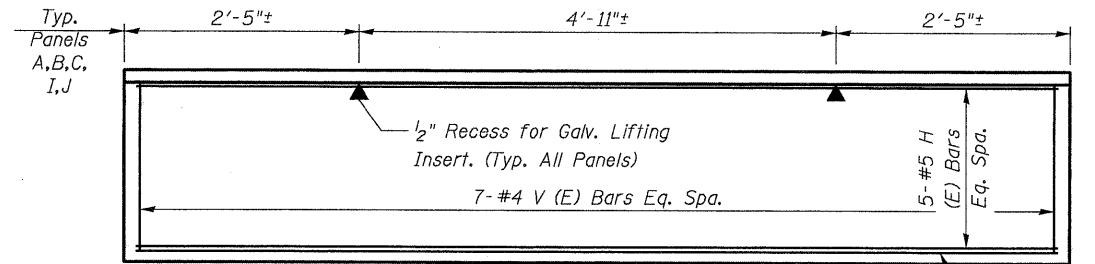 Typ.
Panels
A,B,C,
I,J
2'-5"±
4'-11"±
2'-5"±
½" Recess for Galv. Lifting
Insert. (Typ. All Panels)
7-#4 V (E) Bars Eq. Spa.
5-#5 H
(E) Bars
Eq. Spa.